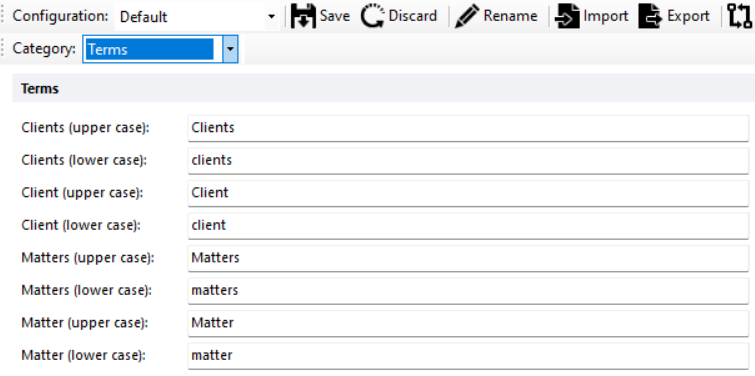 Configuration: Default Save Discard Rename Import Export
Category: Terms
Terms
Clients (upper case): Clients
Clients (lower case): clients
Client (upper case): Client
Client (lower case): client
Matters (upper case): Matters
Matters (lower case): matters
Matter (upper case): Matter
Matter (lower case): matter